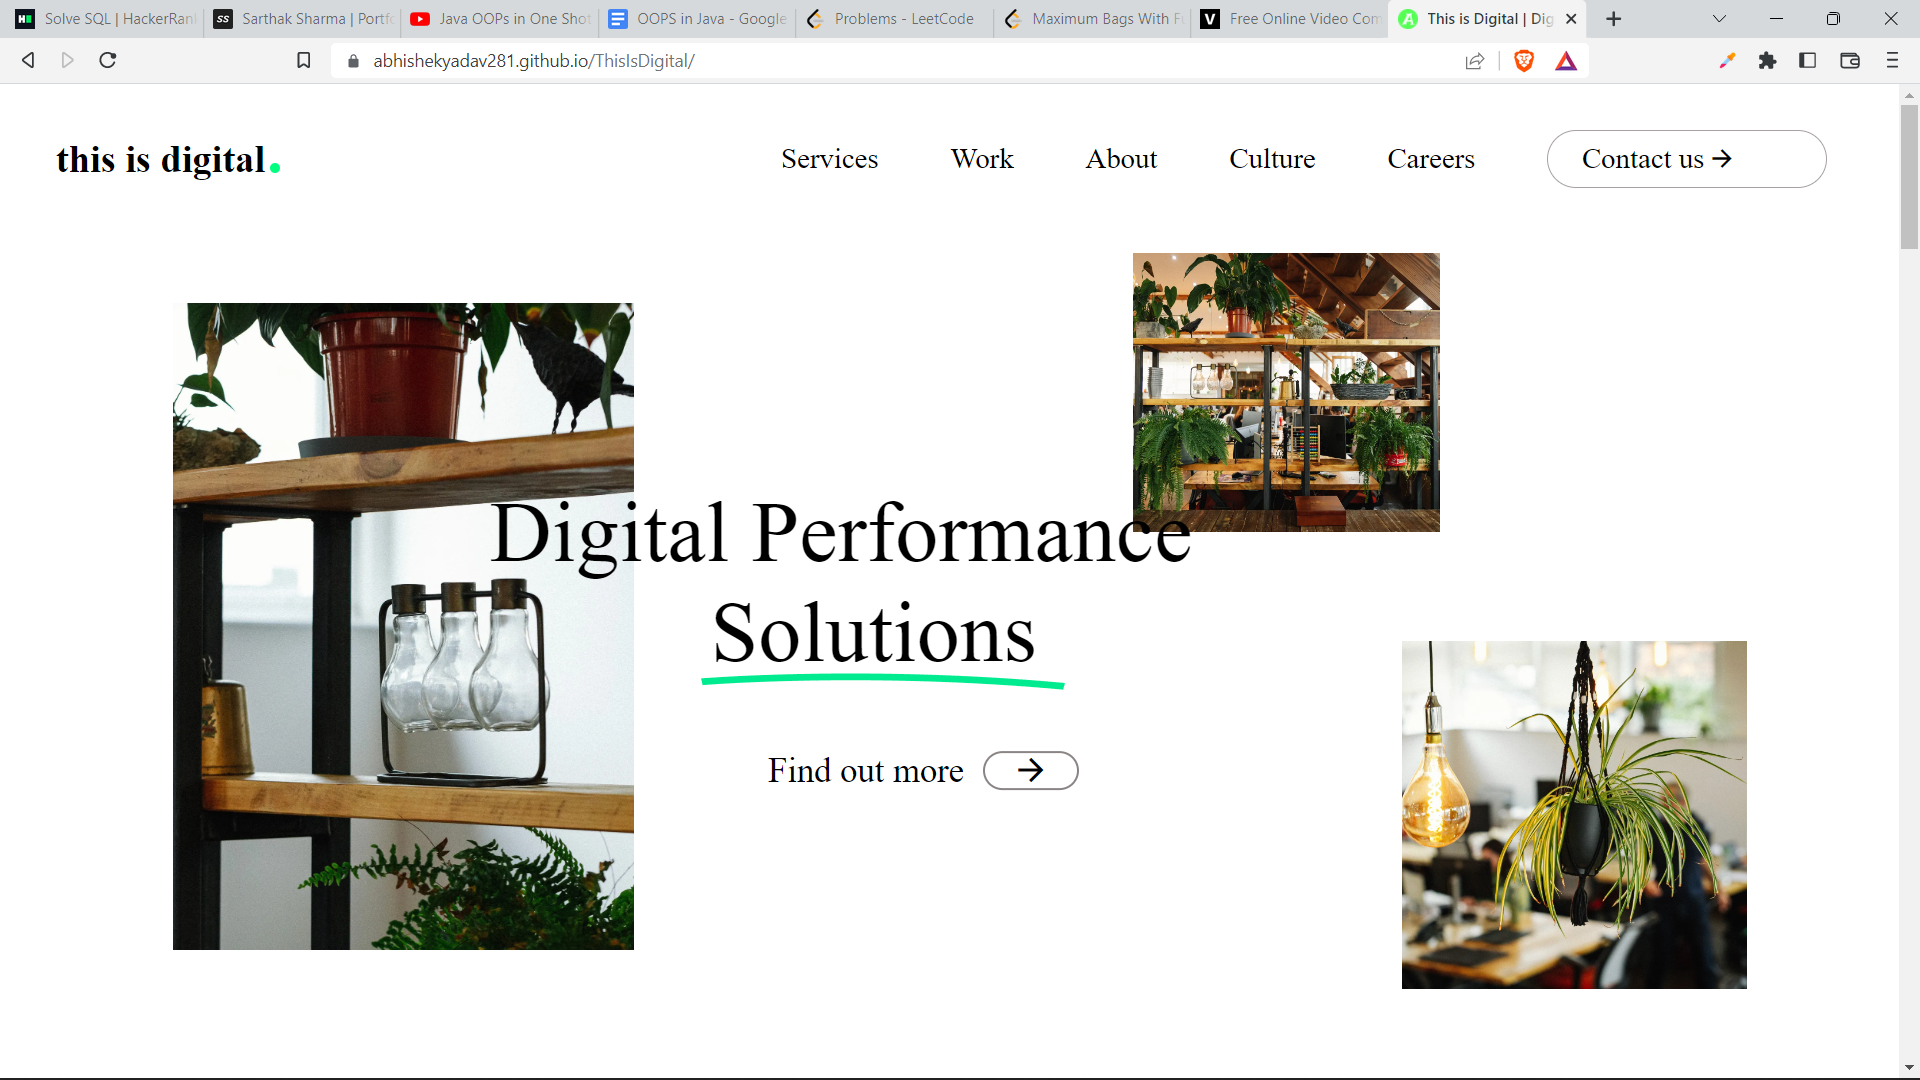 Solve SQL | HackerRan
Sarthak Sharma | Portf
Java OOPs in One Shot
OOPS in Java - Google
Problems - LeetCode
Maximum Bags With Fu
Free Online Video Com
This is Digital | Dig
abhishekyadav281.github.io/ThisIsDigital/
this is digital.
Services
Work
About
Culture
Careers
Contact us →
Digital Performance
Solutions
Find out more →